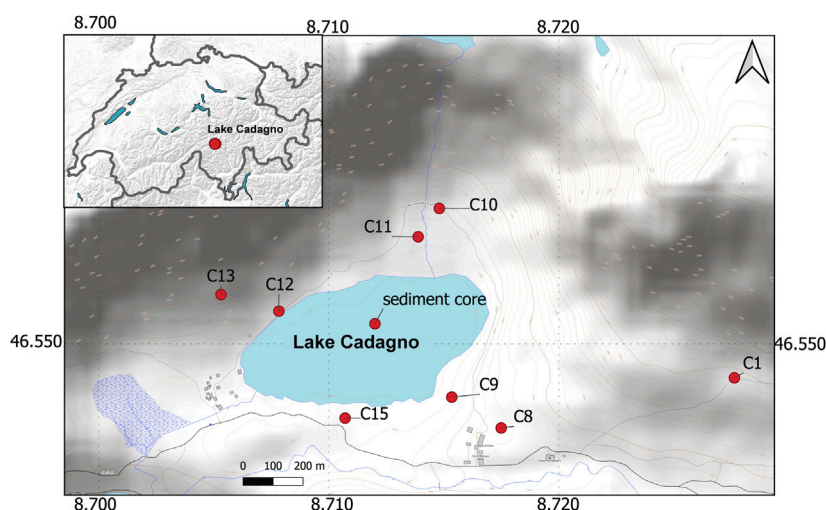 8.700
8.710
8.720
Lake Cadagno
C10
C11
C13
C12
sediment core
46.550
Lake Cadagno
46.550
C1
C9
C15
C8
0 100 200 m
8.700
8.710
8.720